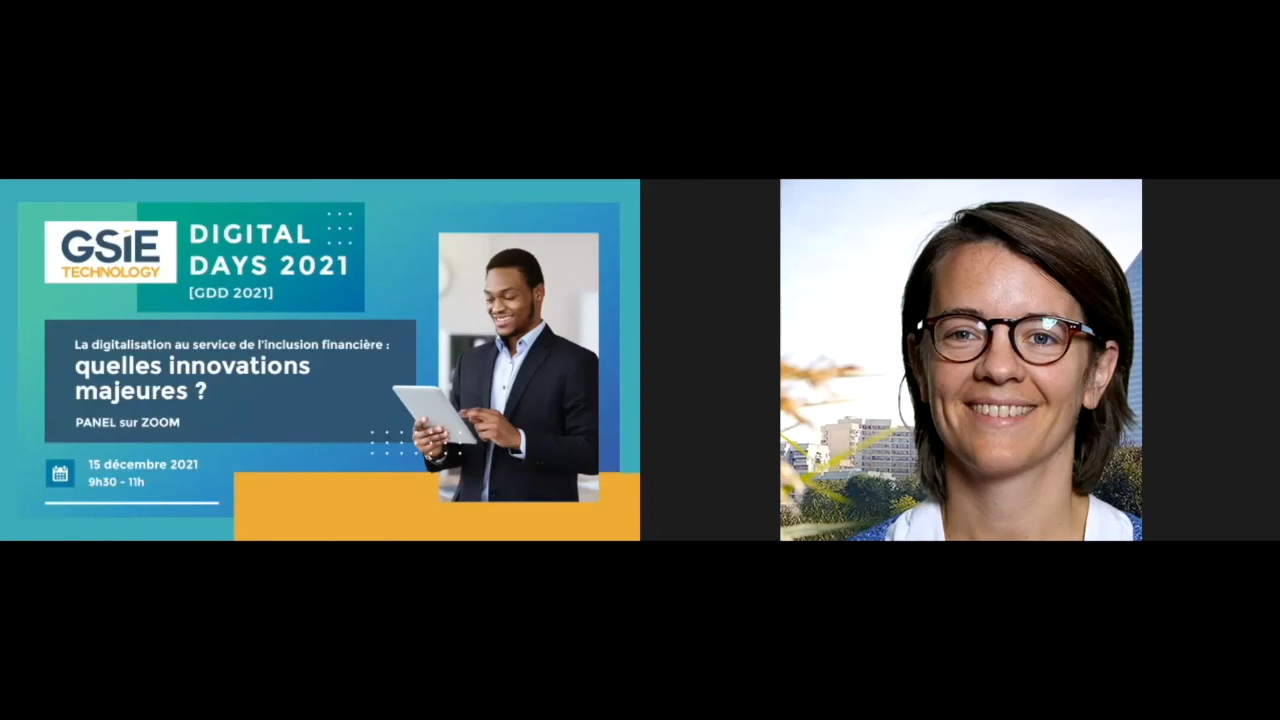 GSIE
TECHNOLOGY
DIGITAL
DAYS 2021
[GDD 2021]
La digitalisation au service de l'inclusion financière :
quelles innovations
majeures ?
PANEL sur ZOOM
15 décembre 2021
9h30 - 11h